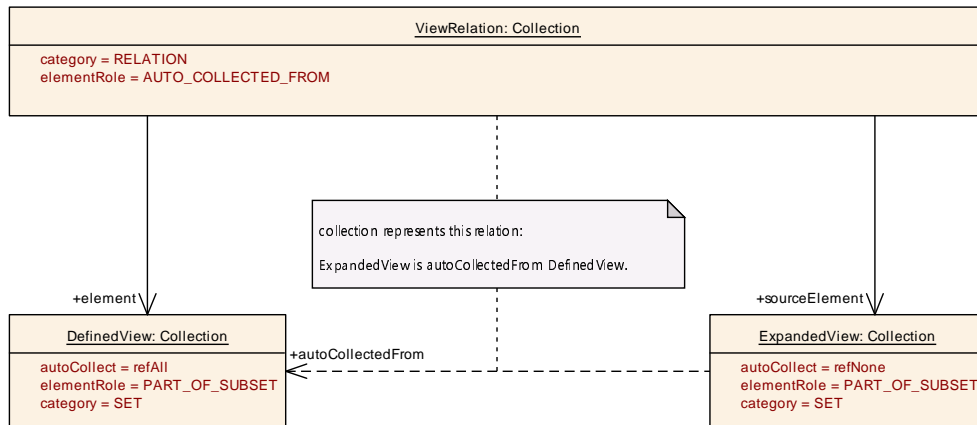 ViewRelation: Collection
category = RELATION
elementRole = AUTO_COLLECTED_FROM
collection represents this relation:
ExpandedView is autoCollectedFrom DefinedView.
+element
+sourceElement
DefinedView: Collection
autoCollect = refAll
elementRole = PART_OF_SUBSET
category = SET
+autoCollectedFrom
ExpandedView: Collection
autoCollect = refNone
elementRole = PART_OF_SUBSET
category = SET